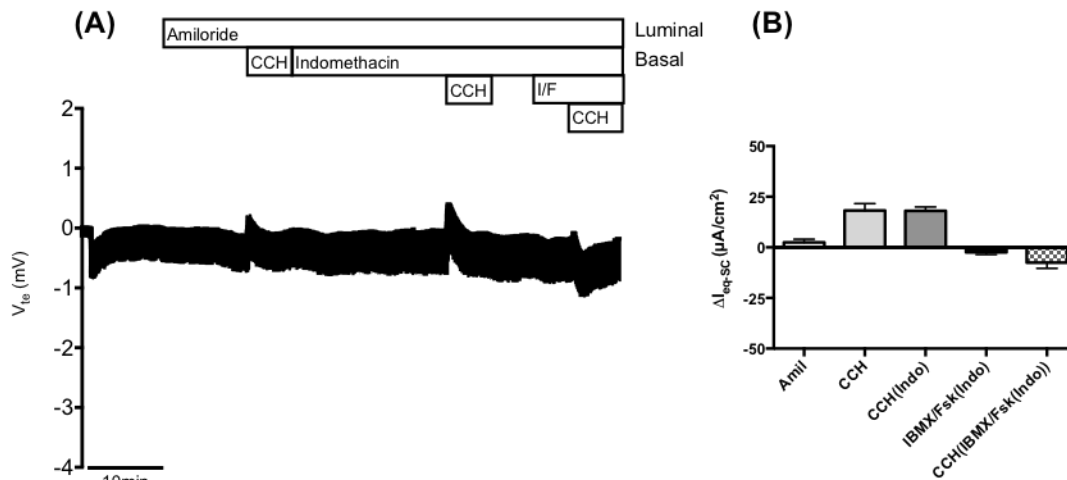 (A)
Amiloride
Luminal
CCH
Indomethacin
Basal
CCH
I/F
CCH
2
1
0
-1
-2
-3
-4
Vte (mV)
10min
(B)
50
25
0
-25
-50
ΔIeq-SC (µA/cm²)
Amil
CCH
CCH(Indo)
IBMX/Fsk(Indo)
CCH(IBMX/Fsk(Indo))